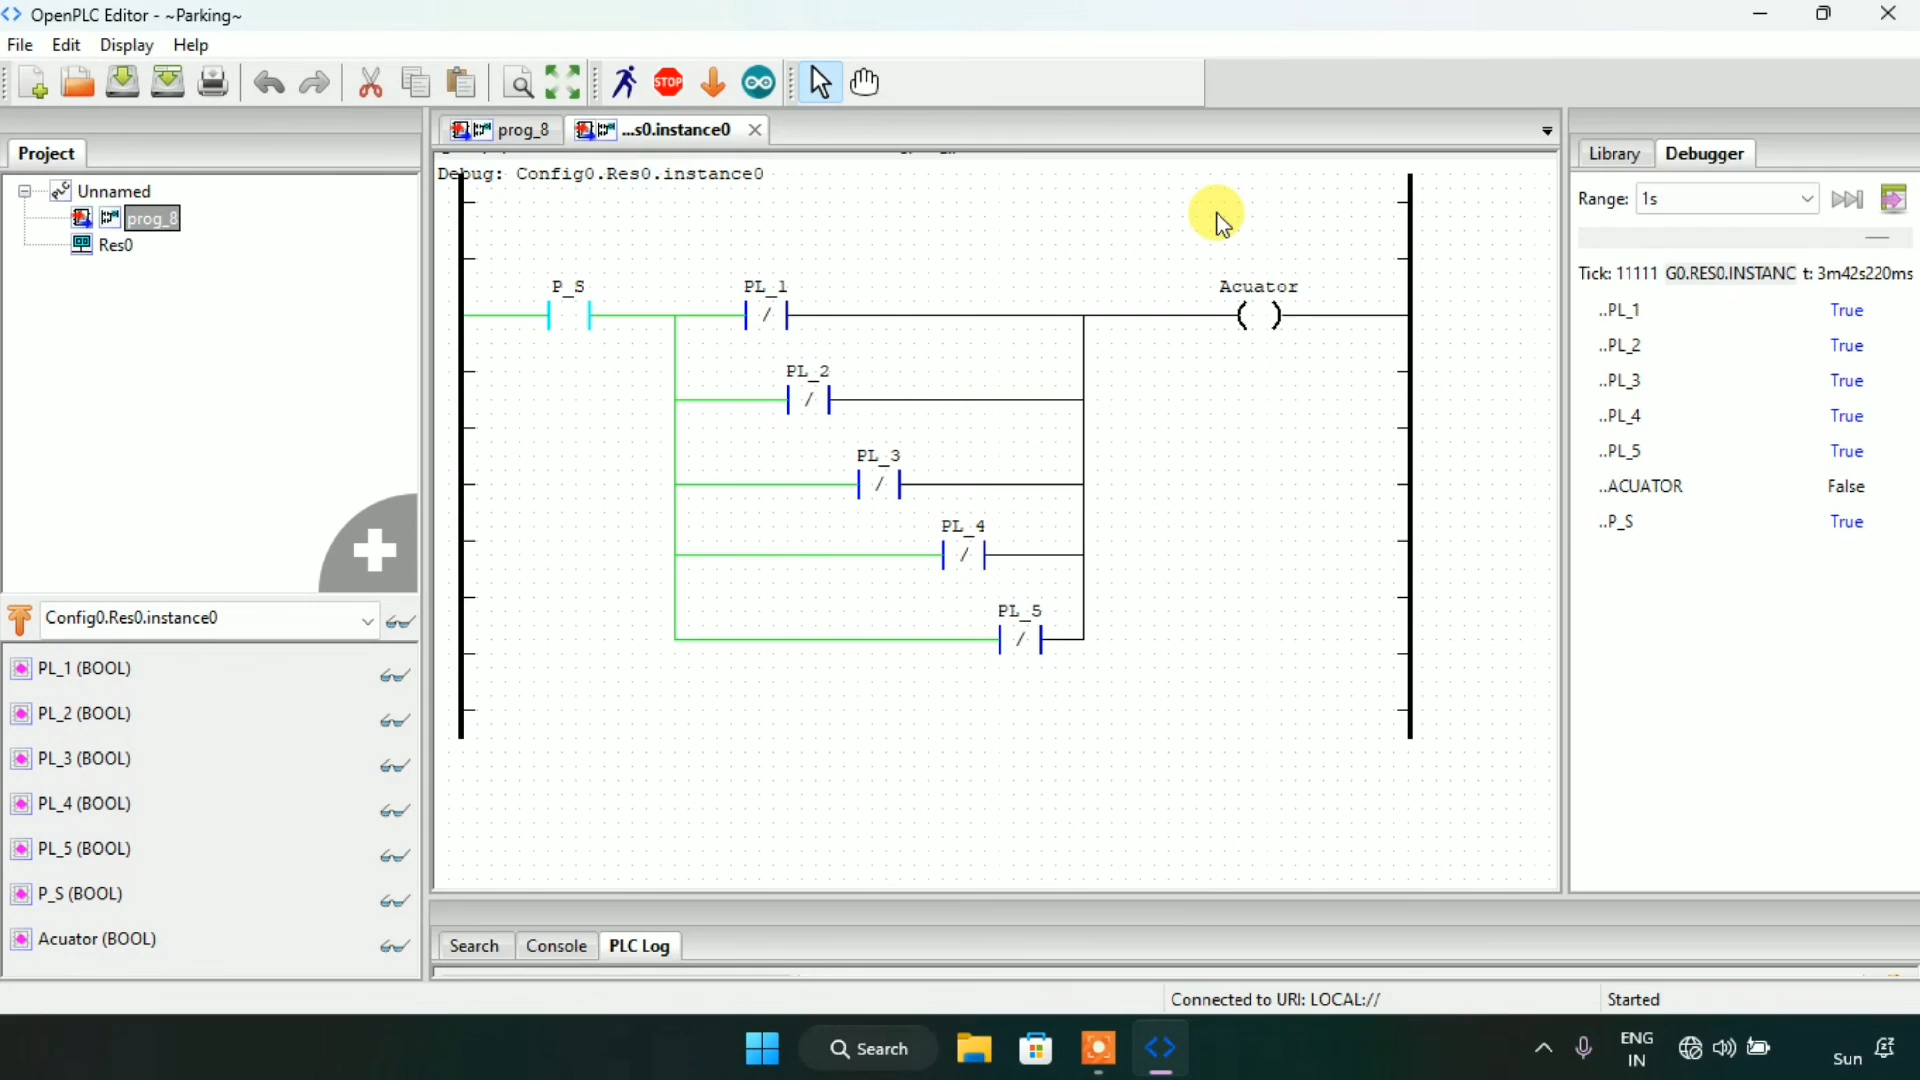 OpenPLC Editor - ~Parking~
File Edit Display Help
STOP
prog_8
...s0.instance0
Project
Unnamed
prog_8
Res0
Config0.Res0.instance0
PL_1 (BOOL)
PL_2 (BOOL)
PL_3 (BOOL)
PL_4 (BOOL)
PL_5 (BOOL)
P_S (BOOL)
Acuator (BOOL)
Debug: Config0.Res0.instance0
P_S
PL_1
Acuator
PL_2
PL_3
PL_4
PL_5
Library Debugger
Range: 1s
Tick: 11111 G0.RES0.INSTANC t: 3m42s220ms
..PL_1 True
..PL_2 True
..PL_3 True
..PL_4 True
..PL_5 True
..ACUATOR False
..P_S True
Search Console PLC Log
Connected to URI: LOCAL:// Started
Search
ENG
IN
Sun